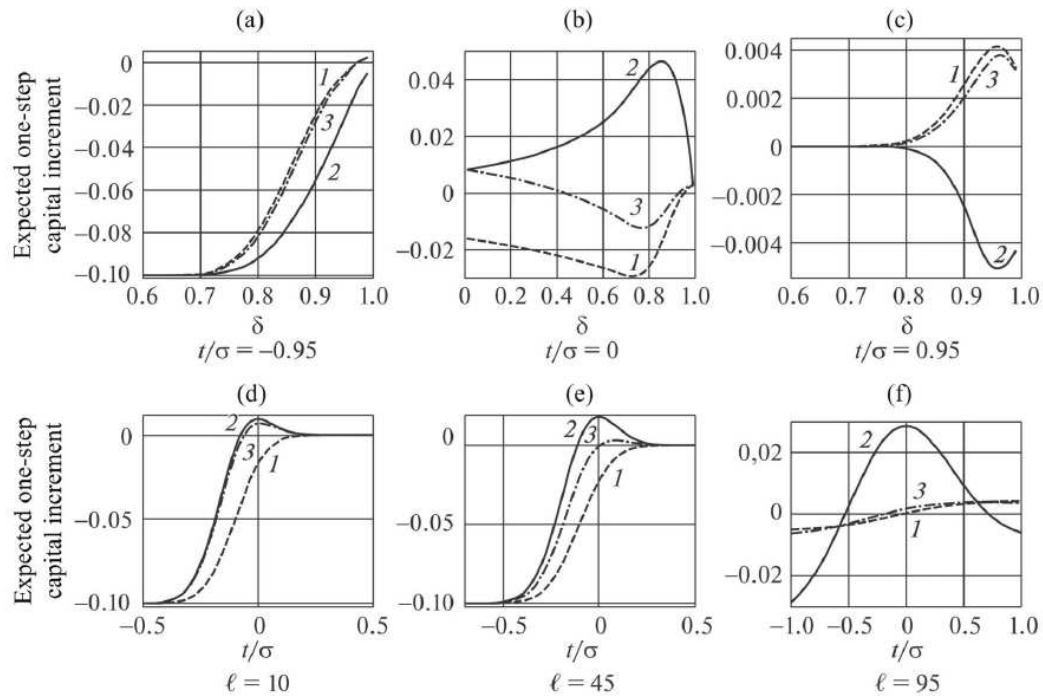 (a)
(b)
(c)
Expected one-step
capital increment
0
−0.02
−0.04
−0.06
−0.08
−0.10
0.6 0.7 0.8 0.9 1.0
1
3
2
δ
t/σ = −0.95
0.04
0.02
0
−0.02
0 0.2 0.4 0.6 0.8 1.0
2
3
1
δ
t/σ = 0
0.004
0.002
0
−0.002
−0.004
0.6 0.7 0.8 0.9 1.0
1
3
2
δ
t/σ = 0.95
(d)
(e)
(f)
Expected one-step
capital increment
0
−0.05
−0.10
−0.5 0 0.5
2
3
1
t/σ
ℓ = 10
0
−0.05
−0.10
−0.5 0 0.5
2
3
1
t/σ
ℓ = 45
0,02
0
−0.02
−1.0 −0.5 0 0.5 1.0
2
3
1
t/σ
ℓ = 95